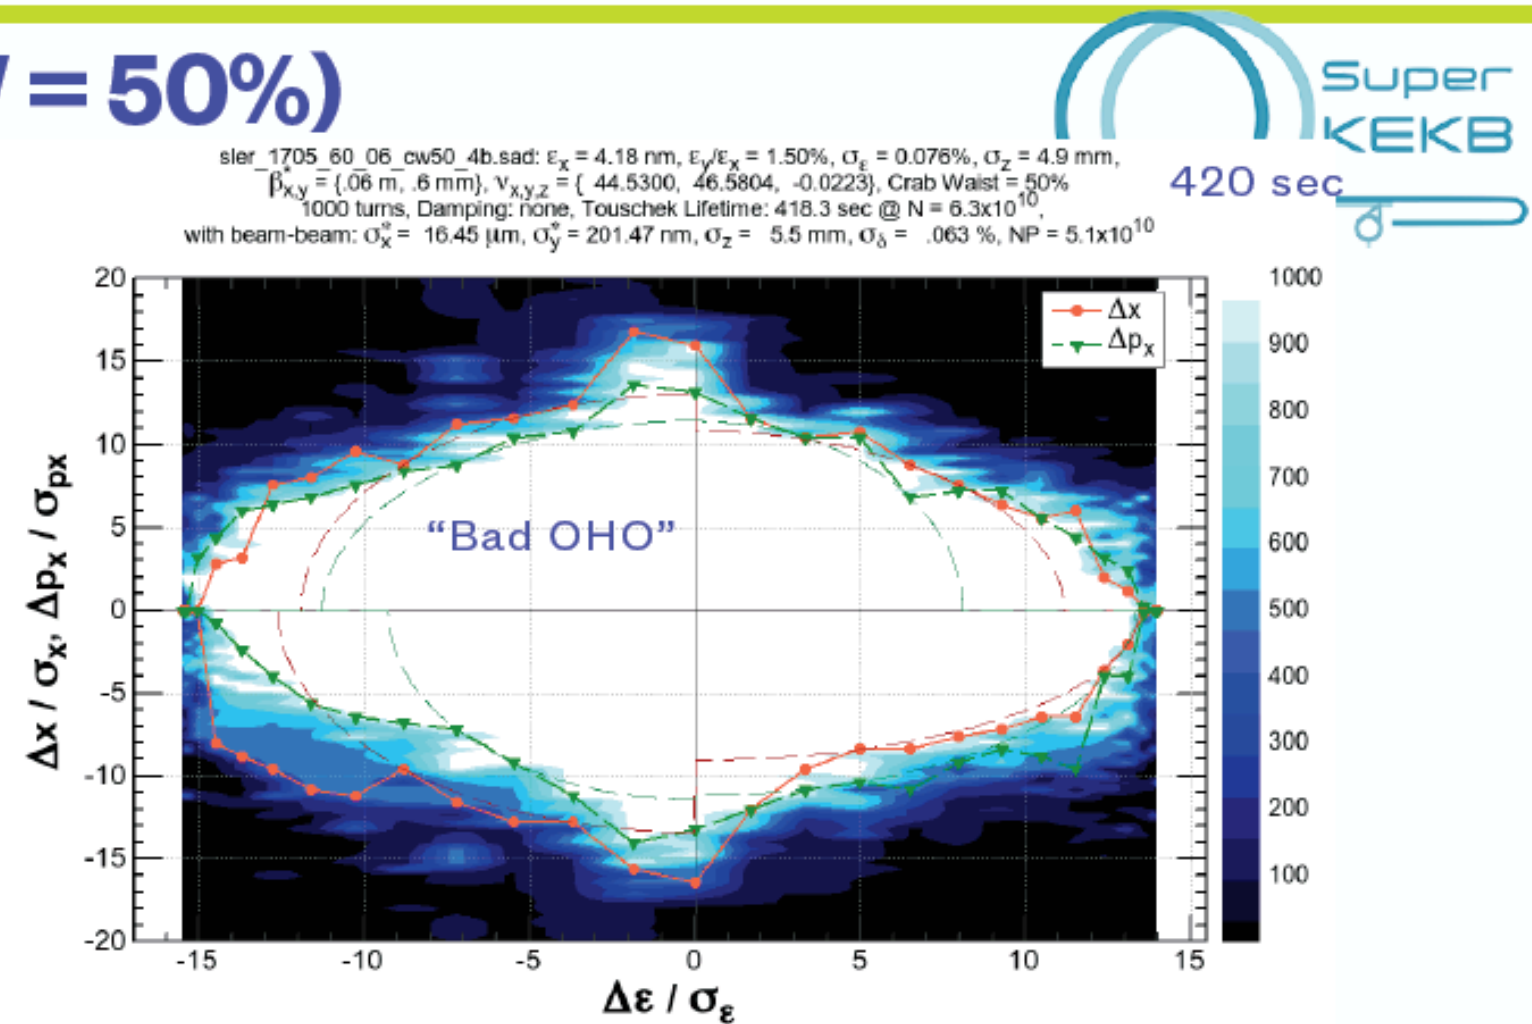 = 50%)
Super
KEKB
sler_1705_60_06_cw50_4b.sad: εx = 4.18 nm, εy/εx = 1.50%, σε = 0.076%, σz = 4.9 mm,
β*x,y = {.06 m, .6 mm}, νx,y,z = { 44.5300, 46.5804, -0.0223}, Crab Waist = 50%
1000 turns, Damping: none, Touschek Lifetime: 418.3 sec @ N = 6.3x10^10,
with beam-beam: σ*x = 16.45 μm, σ*y = 201.47 nm, σz = 5.5 mm, σδ = .063 %, NP = 5.1x10^10
420 sec
Δx
Δpx
"Bad OHO"
20
15
10
5
0
-5
-10
-15
-20
Δx / σx, Δpx / σpx
-15 -10 -5 0 5 10 15
Δε / σε
1000
900
800
700
600
500
400
300
200
100